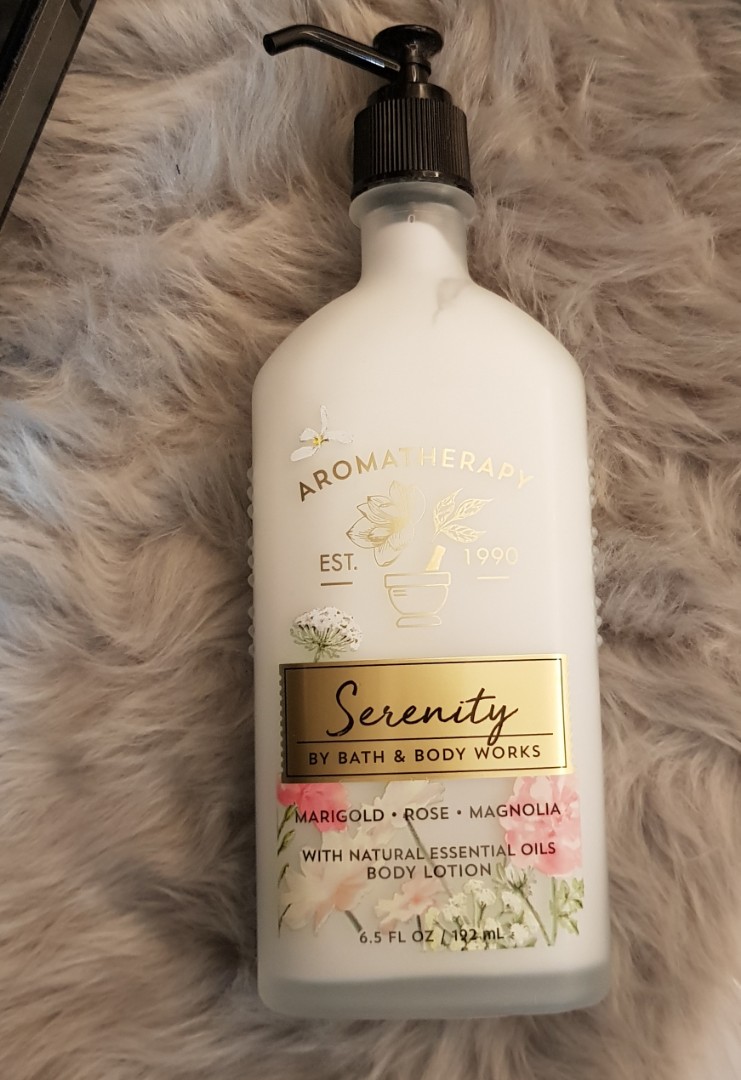 AROMATHERAPY
EST. 1990
Serenity
BY BATH & BODY WORKS
MARIGOLD • ROSE • MAGNOLIA
WITH NATURAL ESSENTIAL OILS
BODY LOTION
6.5 FL OZ / 192 mL